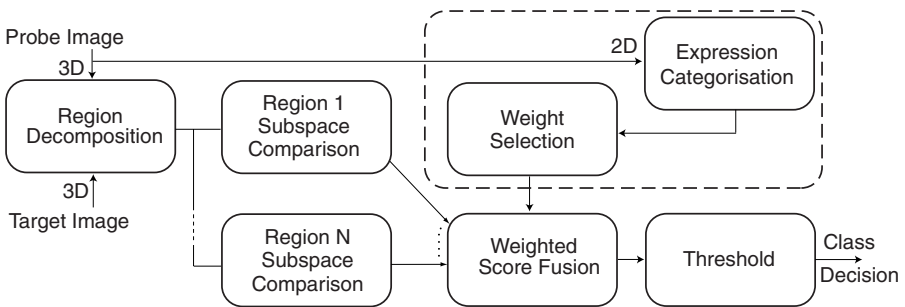 Probe Image
3D
2D
Expression
Categorisation
Region
Decomposition
Region 1
Subspace
Comparison
Weight
Selection
3D
Target Image
Region N
Subspace
Comparison
Weighted
Score Fusion
Threshold
Class
Decision